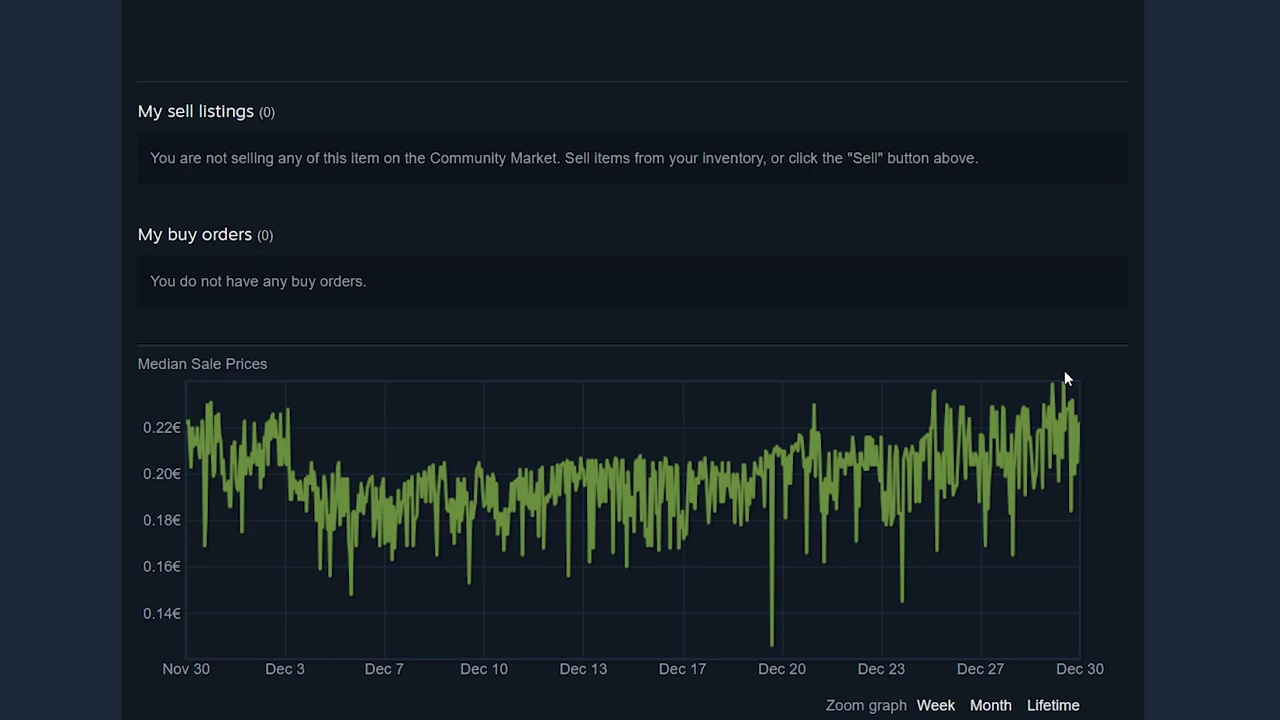 My sell listings (0)
You are not selling any of this item on the Community Market. Sell items from your inventory, or click the "Sell" button above.
My buy orders (0)
You do not have any buy orders.
Median Sale Prices
0.22€
0.20€
0.18€
0.16€
0.14€
Nov 30 Dec 3 Dec 7 Dec 10 Dec 13 Dec 17 Dec 20 Dec 23 Dec 27 Dec 30
Zoom graph Week Month Lifetime